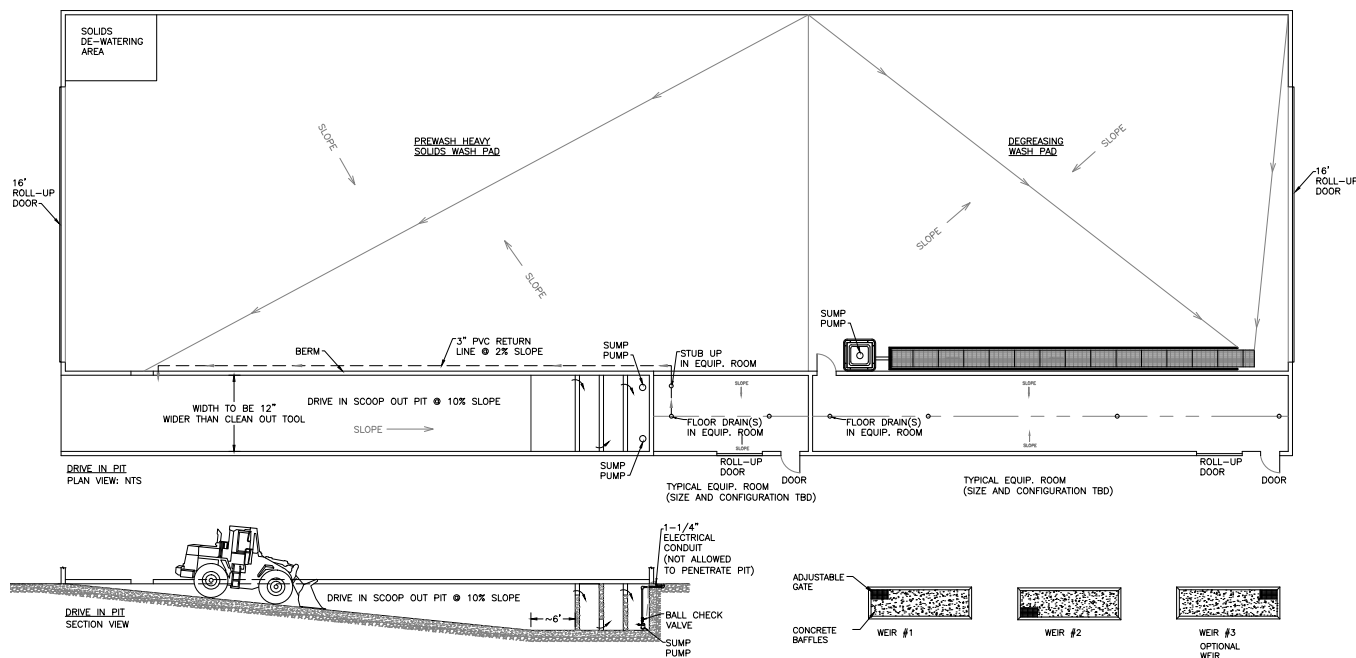 SOLIDS
DE-WATERING
AREA
SLOPE
PREWASH HEAVY
SOLIDS WASH PAD
DEGREASING
WASH PAD
SLOPE
16'
ROLL-UP
DOOR
16'
ROLL-UP
DOOR
SLOPE
SLOPE
SUMP
PUMP
3" PVC RETURN
LINE @ 2% SLOPE
BERM
SUMP
PUMP
STUB UP
IN EQUIP. ROOM
WIDTH TO BE 12"
WIDER THAN CLEAN OUT TOOL
DRIVE IN SCOOP OUT PIT @ 10% SLOPE
SLOPE
SLOPE
SLOPE
FLOOR DRAIN(S)
IN EQUIP. ROOM
FLOOR DRAIN(S)
IN EQUIP. ROOM
SLOPE
SLOPE
DRIVE IN PIT
PLAN VIEW: NTS
SUMP
PUMP
ROLL-UP
DOOR
DOOR
TYPICAL EQUIP. ROOM
(SIZE AND CONFIGURATION TBD)
TYPICAL EQUIP. ROOM
(SIZE AND CONFIGURATION TBD)
ROLL-UP
DOOR
DOOR
1-1/4"
ELECTRICAL
CONDUIT
(NOT ALLOWED
TO PENETRATE PIT)
DRIVE IN SCOOP OUT PIT @ 10% SLOPE
DRIVE IN PIT
SECTION VIEW
~6'
BALL CHECK
VALVE
SUMP
PUMP
ADJUSTABLE
GATE
CONCRETE
BAFFLES
WEIR #1
WEIR #2
WEIR #3
OPTIONAL
WEIR